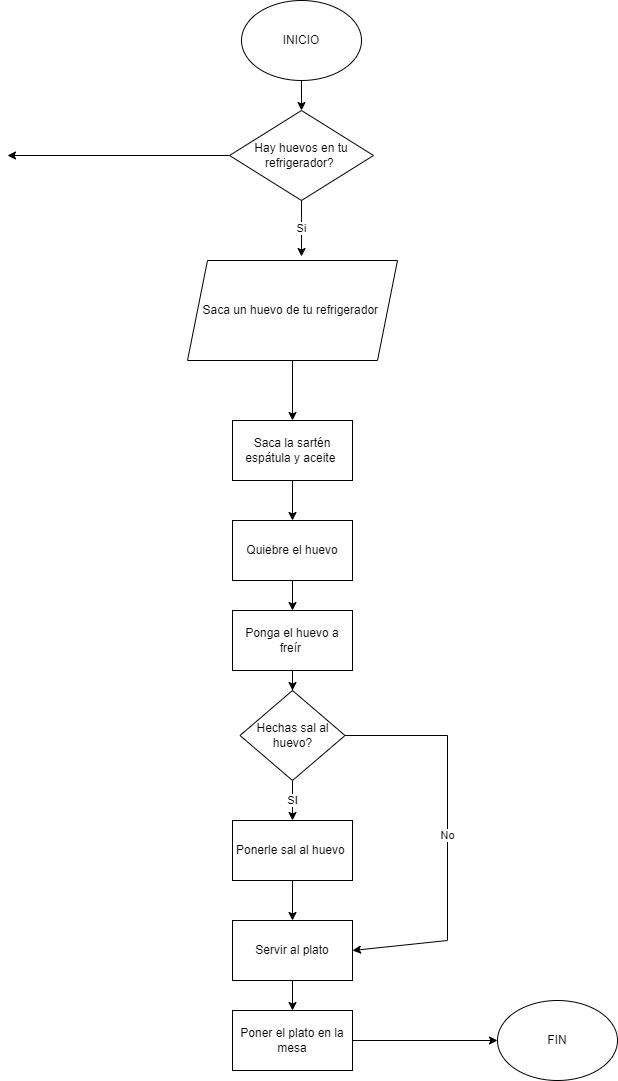 INICIO
Hay huevos en tu
refrigerador?
Si
Saca un huevo de tu refrigerador
Saca la sartén
espátula y aceite
Quiebre el huevo
Ponga el huevo a
freír
Hechas sal al
huevo?
SI
No
Ponerle sal al huevo
Servir al plato
Poner el plato en la
mesa
FIN